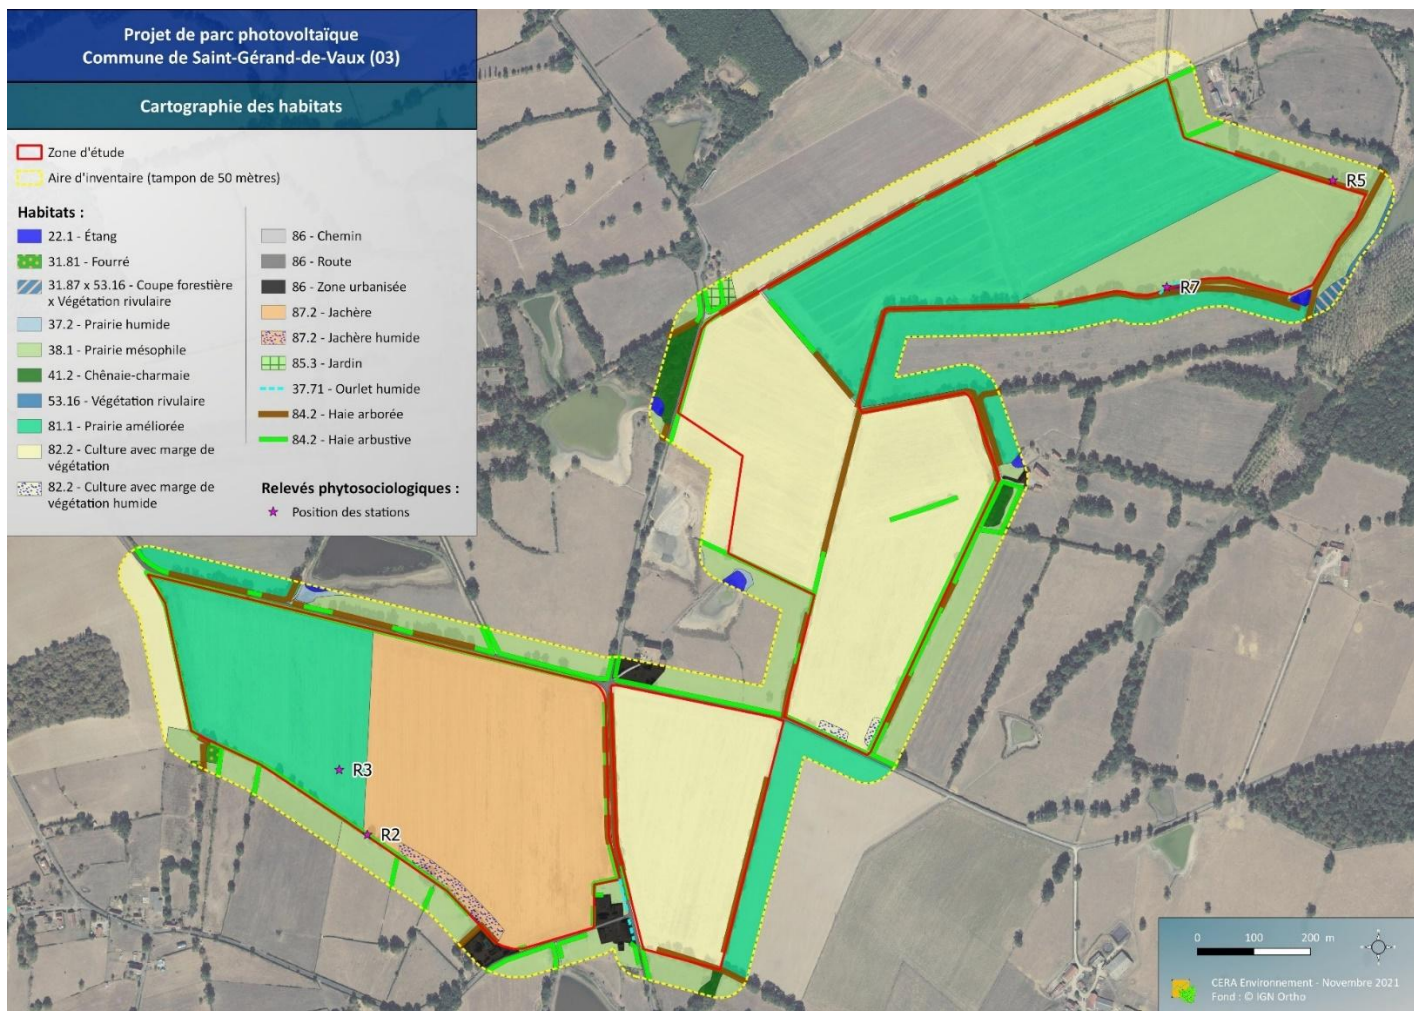 Projet de parc photovoltaïque
Commune de Saint-Gérand-de-Vaux (03)
Cartographie des habitats
Zone d'étude
Aire d'inventaire (tampon de 50 mètres)
Habitats :
22.1 - Étang
31.81 - Fourré
31.87 x 53.16 - Coupe forestière
x Végétation rivulaire
37.2 - Prairie humide
38.1 - Prairie mésophile
41.2 - Chênaie-charmaie
53.16 - Végétation rivulaire
81.1 - Prairie améliorée
82.2 - Culture avec marge de
végétation
82.2 - Culture avec marge de
végétation humide
86 - Chemin
86 - Route
86 - Zone urbanisée
87.2 - Jachère
87.2 - Jachère humide
85.3 - Jardin
37.71 - Ourlet humide
84.2 - Haie arborée
84.2 - Haie arbustive
Relevés phytosociologiques :
Position des stations
R5
R7
R3
R2
0 100 200 m
CERA Environnement - Novembre 2021
Fond : © IGN Ortho